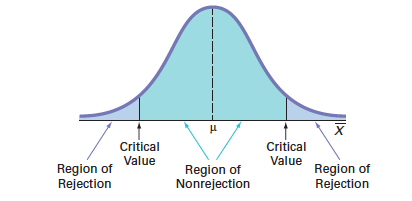 μ
X̅
Critical
Value
Critical
Value
Region of
Rejection
Region of
Nonrejection
Region of
Rejection